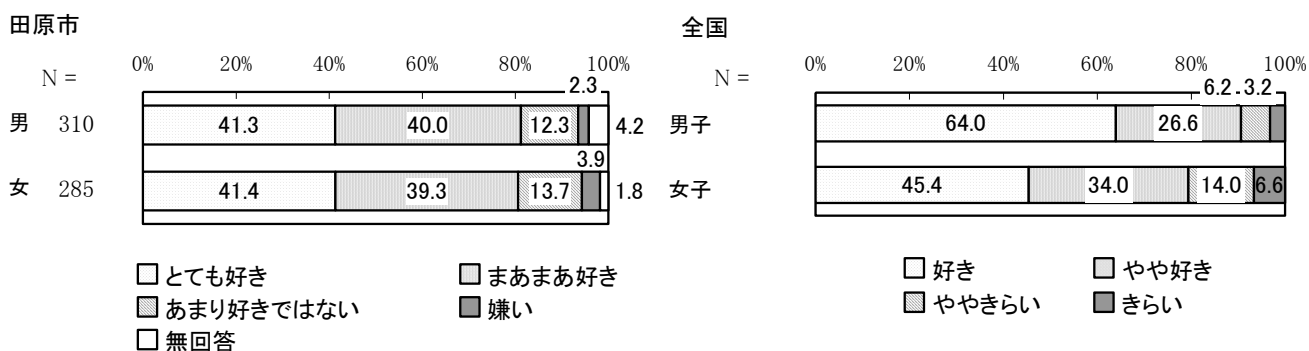 田原市
N =
0% 20% 40% 60% 80% 100%
2.3
男 310 41.3 40.0 12.3 4.2
3.9
女 285 41.4 39.3 13.7 1.8
とても好き まあまあ好き
あまり好きではない 嫌い
無回答
全国
N =
0% 20% 40% 60% 80% 100%
6.2 3.2
男子 64.0 26.6
女子 45.4 34.0 14.0 6.6
好き やや好き
ややきらい きらい